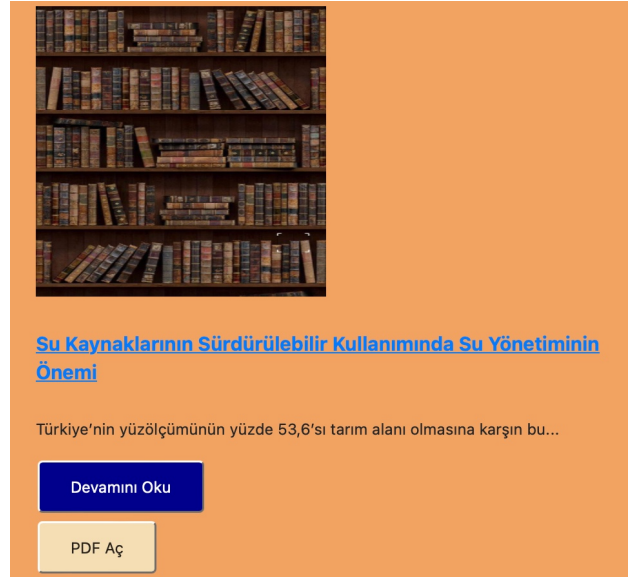 Su Kaynaklarının Sürdürülebilir Kullanımında Su Yönetiminin
Önemi
Türkiye’nin yüzölçümünün yüzde 53,6’sı tarım alanı olmasına karşın bu...
Devamını Oku
PDF Aç